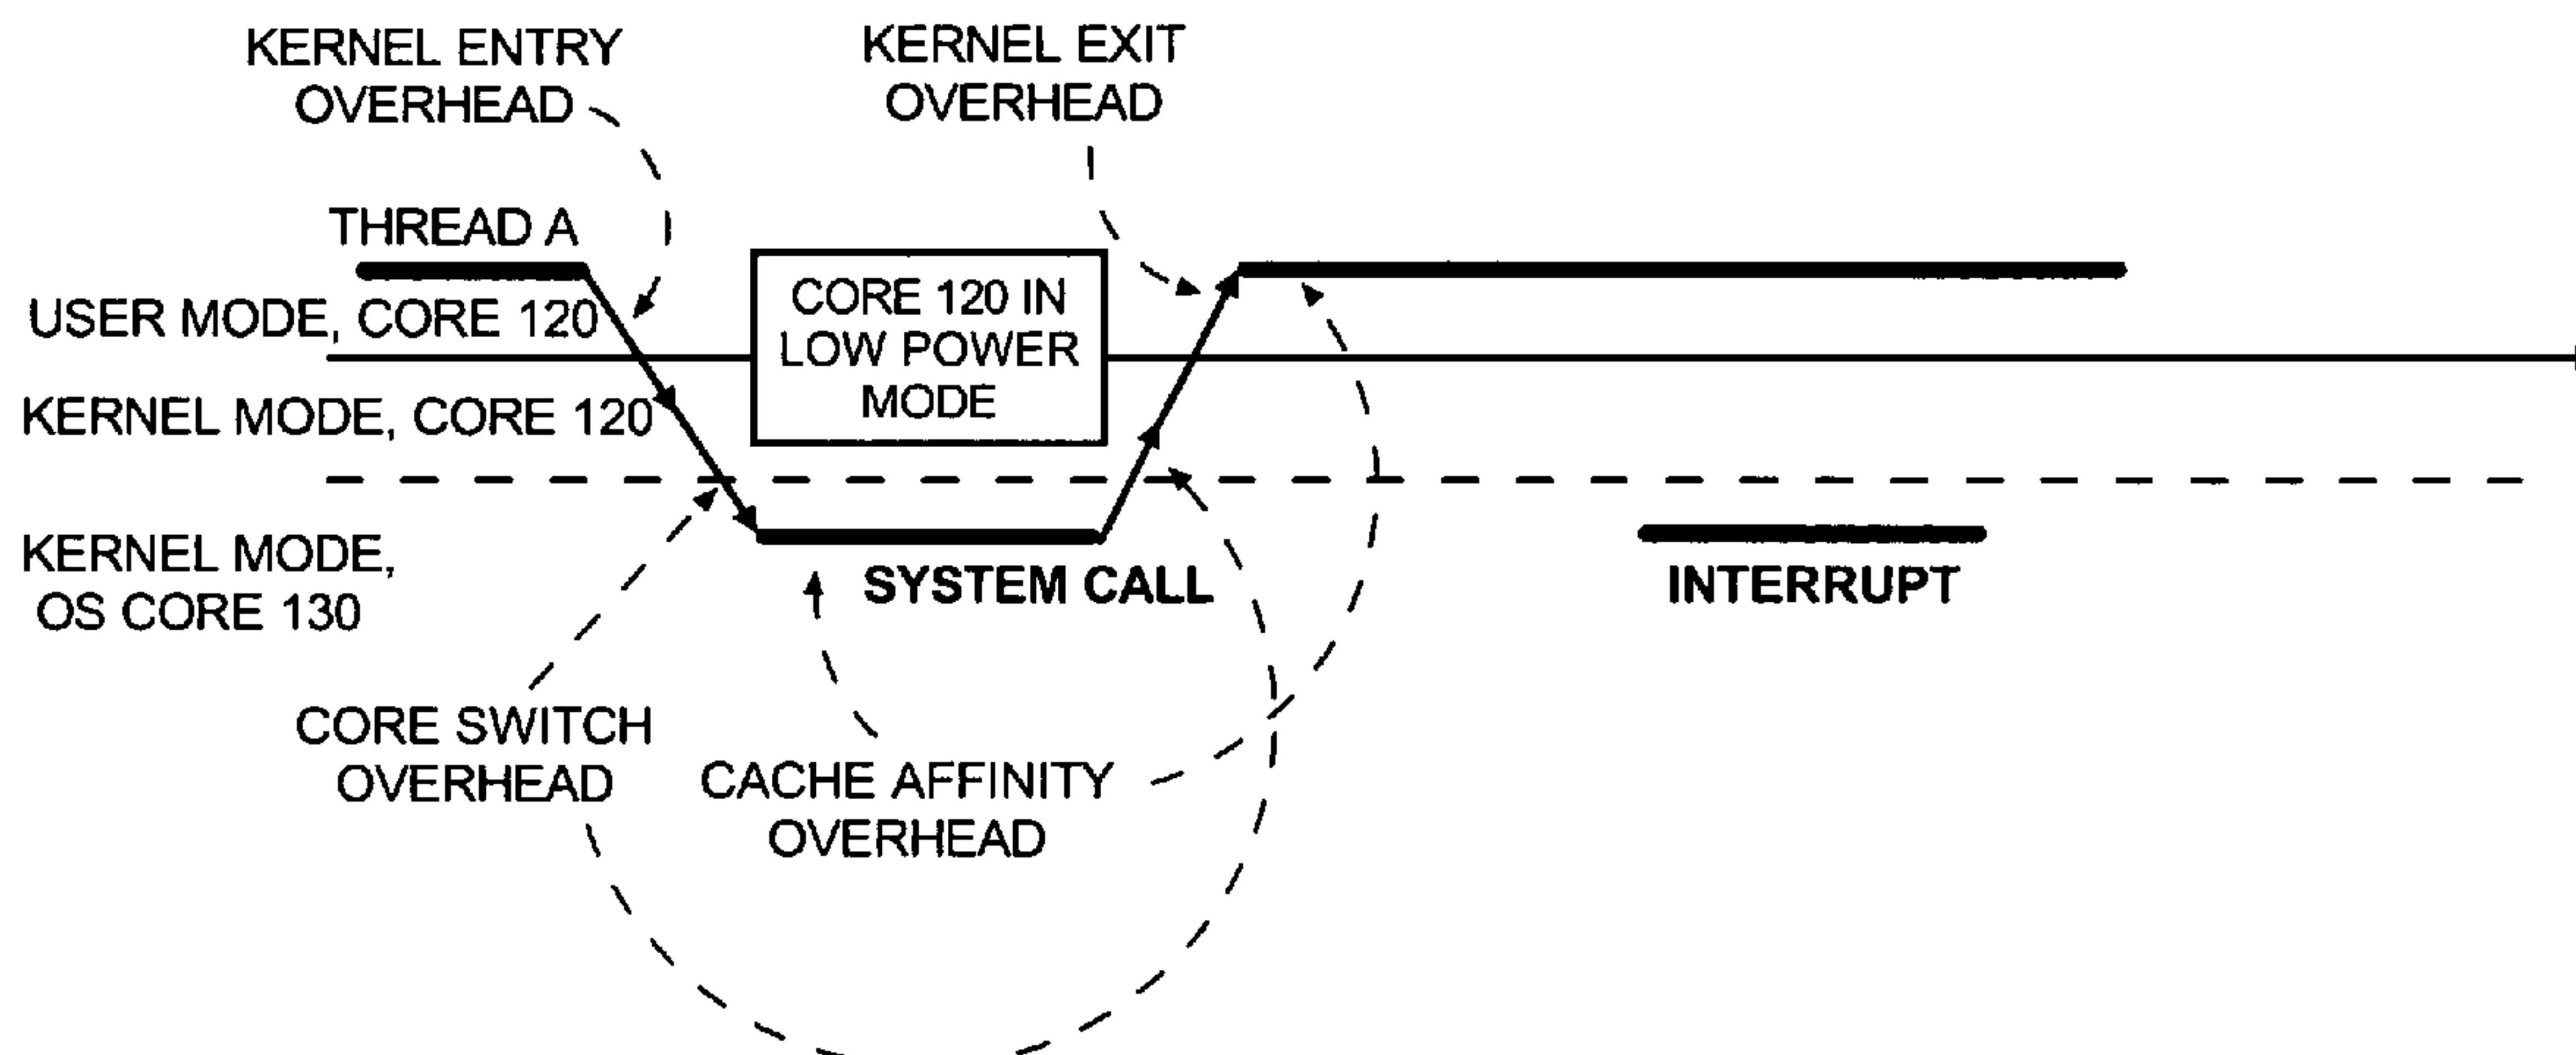 KERNEL ENTRY
OVERHEAD
KERNEL EXIT
OVERHEAD
THREAD A
USER MODE, CORE 120
CORE 120 IN
LOW POWER
MODE
KERNEL MODE, CORE 120
KERNEL MODE,
OS CORE 130
SYSTEM CALL
INTERRUPT
CORE SWITCH
OVERHEAD
CACHE AFFINITY
OVERHEAD